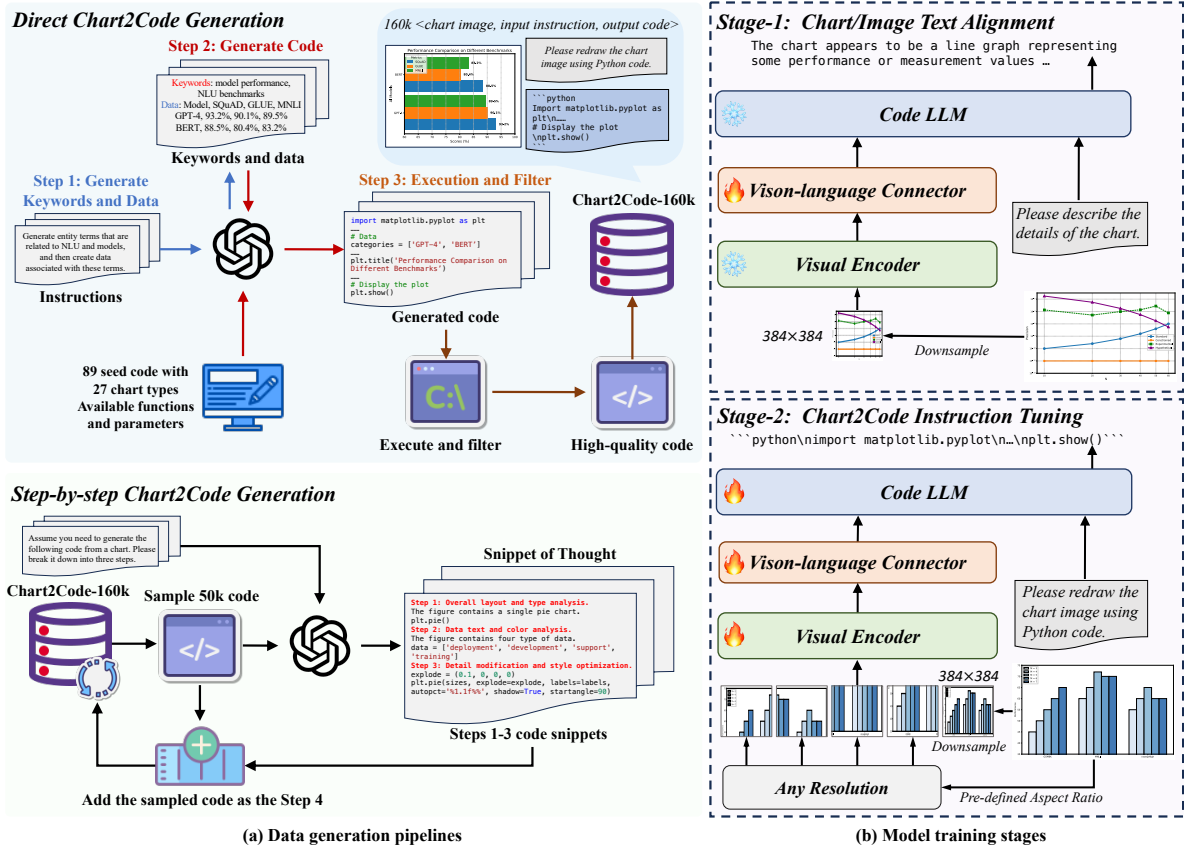 Direct Chart2Code Generation
Step 2: Generate Code
Keywords: model performance,
NLU benchmarks
Data: Model, SQuAD, GLUE, MNLI
GPT-4, 93.2%, 90.1%, 89.5%
BERT, 88.5%, 80.4%, 83.2%
Keywords and data
160k <chart image, input instruction, output code>
Performance Comparison on Different Benchmarks
Scores (%)
Please redraw the chart
image using Python code.
```python
Import matplotlib.pyplot as
plt\n……
# Display the plot
\nplt.show()
```
Step 1: Generate
Keywords and Data
Generate entity terms that are
related to NLU and models,
and then create data
associated with these terms.
Instructions
Step 3: Execution and Filter
import matplotlib.pyplot as plt
……
# Data
categories = ['GPT-4', 'BERT']
……
plt.title('Performance Comparison on
Different Benchmarks')
……
# Display the plot
plt.show()
Generated code
Chart2Code-160k
89 seed code with
27 chart types
Available functions
and parameters
C:\
Execute and filter
</>
High-quality code
Step-by-step Chart2Code Generation
Assume you need to generate the
following code from a chart. Please
break it down into three steps.
Chart2Code-160k
Sample 50k code
</>
Snippet of Thought
Step 1: Overall layout and type analysis.
The figure contains a single pie chart.
plt.pie()
Step 2: Data text and color analysis.
The figure contains four type of data.
data = ['deployment', 'development', 'support',
'training']
Step 3: Detail modification and style optimization.
explode = (0.1, 0, 0, 0)
plt.pie(sizes, explode=explode, labels=labels,
autopct='%1.1f%%', shadow=True, startangle=90)
Steps 1-3 code snippets
Add the sampled code as the Step 4
(a) Data generation pipelines
Stage-1: Chart/Image Text Alignment
The chart appears to be a line graph representing
some performance or measurement values …
Code LLM
Vison-language Connector
Please describe the
details of the chart.
Visual Encoder
384×384
Downsample
Stage-2: Chart2Code Instruction Tuning
```python\nimport matplotlib.pyplot\n…\nplt.show()```
Code LLM
Vison-language Connector
Please redraw the
chart image using
Python code.
Visual Encoder
384×384
Downsample
Any Resolution
Pre-defined Aspect Ratio
(b) Model training stages